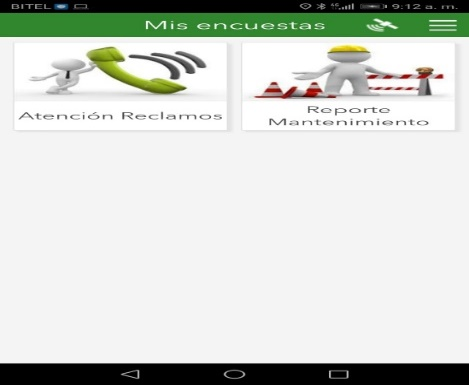 BITEL 9:12 a. m.
Mis encuestas
Atención Reclamos
Reporte
Mantenimiento